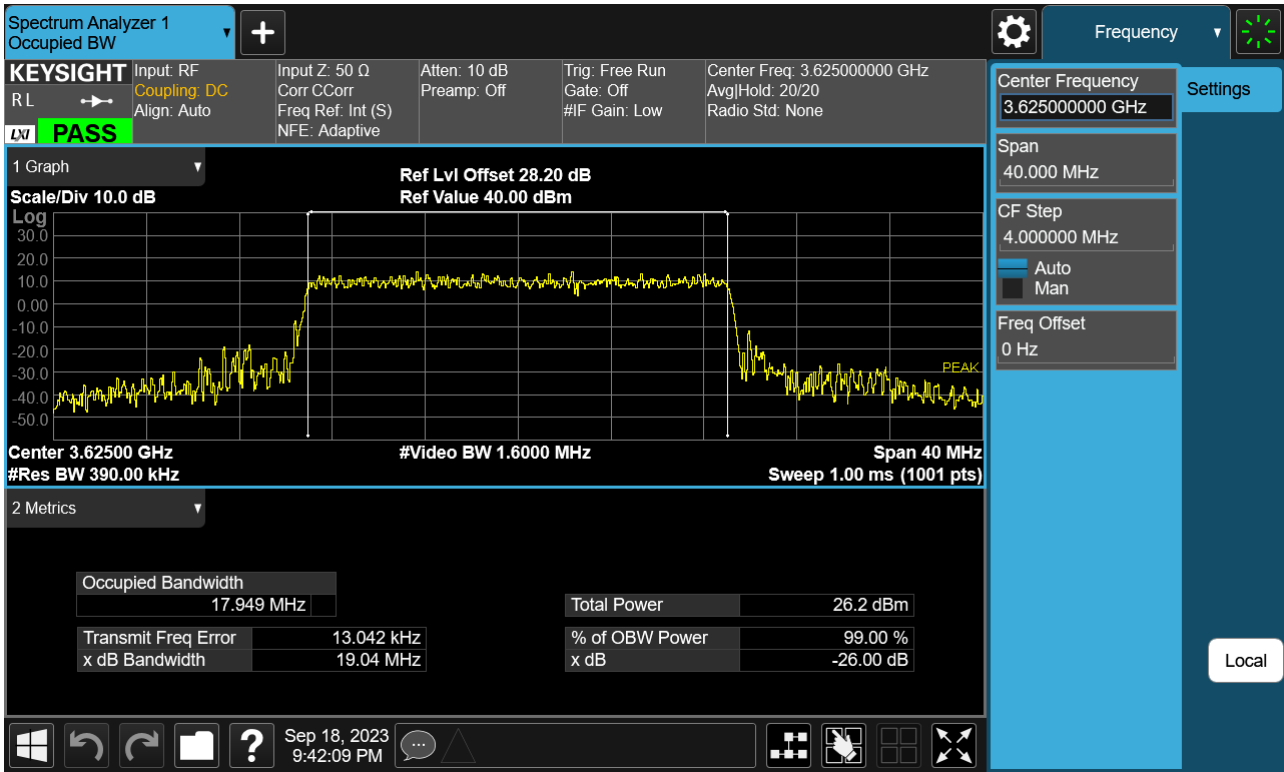 Spectrum Analyzer 1
Occupied BW
Frequency
KEYSIGHT
R L
LXI
PASS
Input: RF
Coupling: DC
Align: Auto
Input Z: 50 Ω
Corr CCorr
Freq Ref: Int (S)
NFE: Adaptive
Atten: 10 dB
Preamp: Off
Trig: Free Run
Gate: Off
#IF Gain: Low
Center Freq: 3.625000000 GHz
Avg|Hold: 20/20
Radio Std: None
Center Frequency
3.625000000 GHz
Settings
Span
40.000 MHz
CF Step
4.000000 MHz
Auto
Man
Freq Offset
0 Hz
Local
1 Graph
Scale/Div 10.0 dB
Ref Lvl Offset 28.20 dB
Ref Value 40.00 dBm
Log
30.0
20.0
10.0
0.00
-10.0
-20.0
-30.0
-40.0
-50.0
PEAK
Center 3.62500 GHz
#Video BW 1.6000 MHz
Span 40 MHz
#Res BW 390.00 kHz
Sweep 1.00 ms (1001 pts)
2 Metrics
Occupied Bandwidth
17.949 MHz
Total Power 26.2 dBm
Transmit Freq Error 13.042 kHz
% of OBW Power 99.00 %
x dB Bandwidth 19.04 MHz
x dB -26.00 dB
?
Sep 18, 2023
9:42:09 PM